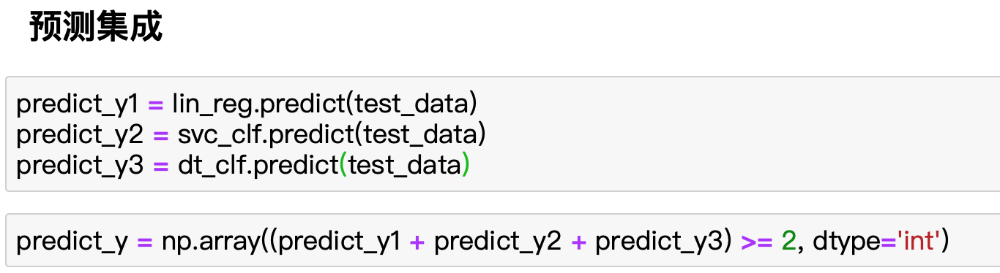 预测集成
predict_y1 = lin_reg.predict(test_data)
predict_y2 = svc_clf.predict(test_data)
predict_y3 = dt_clf.predict(test_data)
predict_y = np.array((predict_y1 + predict_y2 + predict_y3) >= 2, dtype='int')